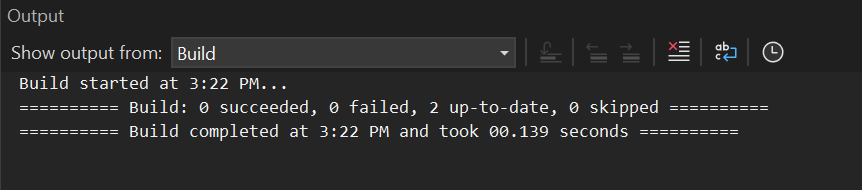 Output
Show output from: Build
ab
c
Build started at 3:22 PM...
========== Build: 0 succeeded, 0 failed, 2 up-to-date, 0 skipped ==========
========== Build completed at 3:22 PM and took 00.139 seconds ==========